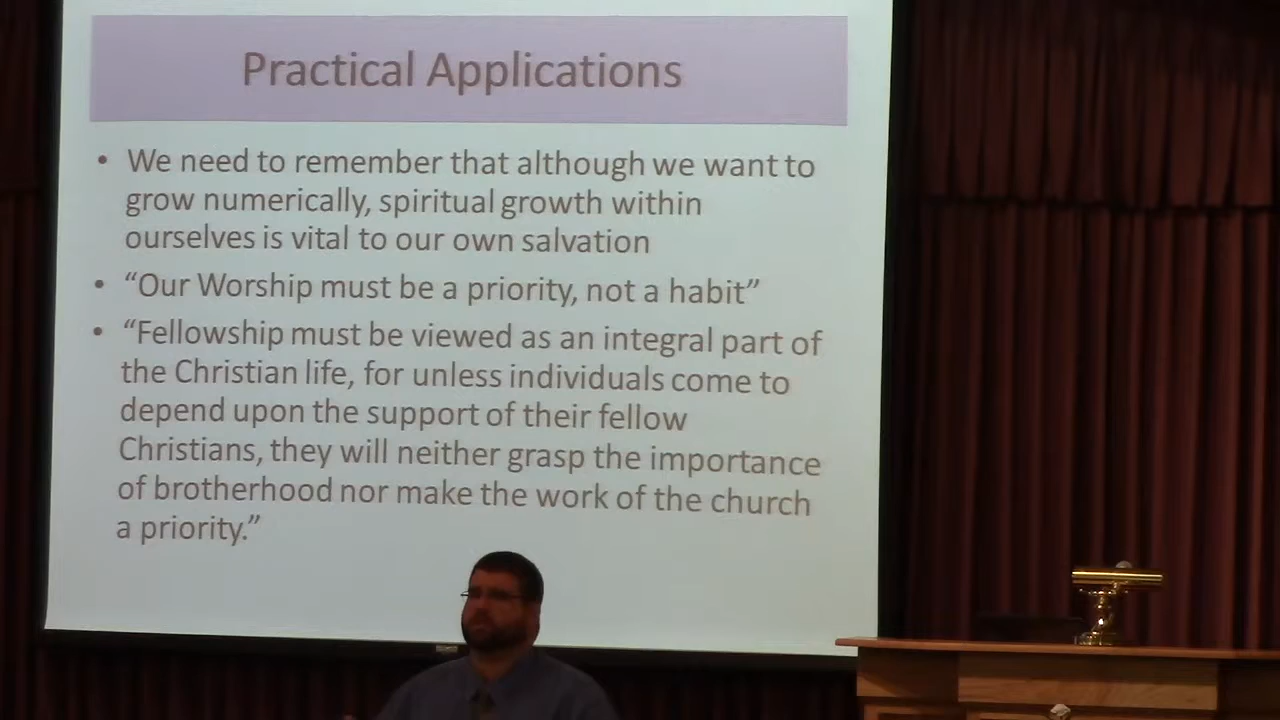 Practical Applications
• We need to remember that although we want to
grow numerically, spiritual growth within
ourselves is vital to our own salvation
• “Our Worship must be a priority, not a habit”
• “Fellowship must be viewed as an integral part of
the Christian life, for unless individuals come to
depend upon the support of their fellow
Christians, they will neither grasp the importance
of brotherhood nor make the work of the church
a priority.”